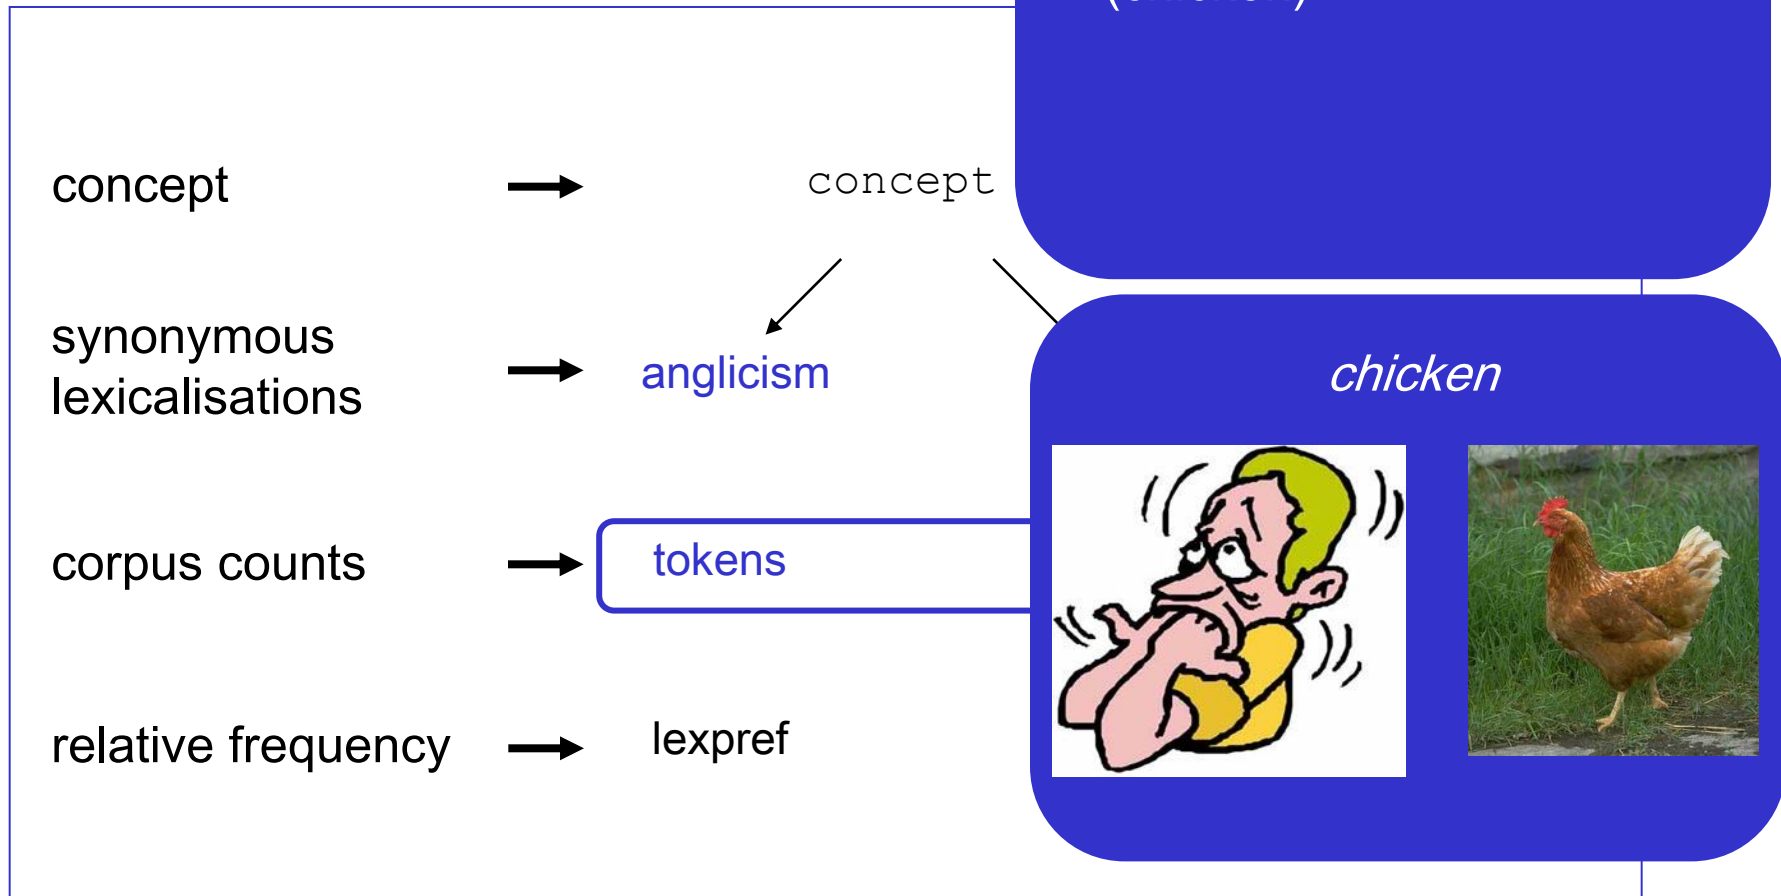 concept
concept
synonymous
lexicalisations
anglicism
chicken
corpus counts
tokens
relative frequency
lexpref